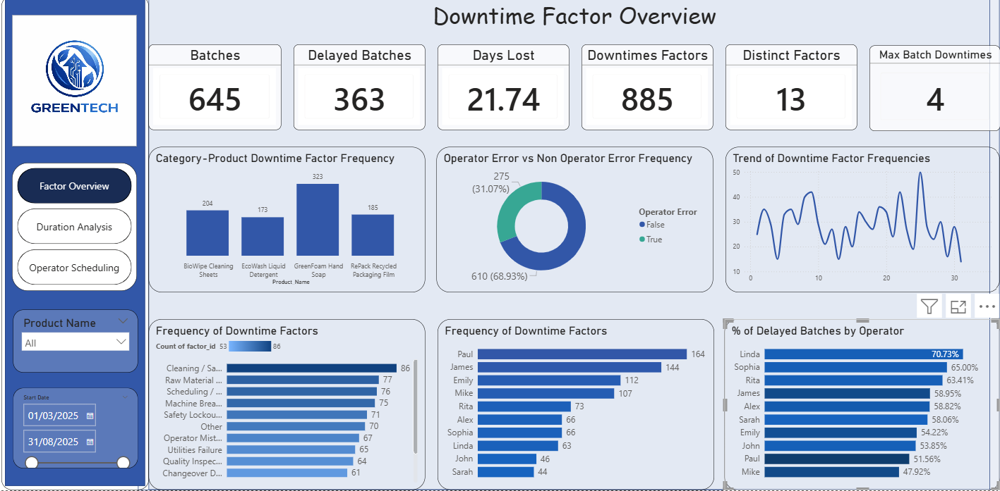 Downtime Factor Overview
GREENTECH
Batches
645
Delayed Batches
363
Days Lost
21.74
Downtimes Factors
885
Distinct Factors
13
Max Batch Downtimes
4
Factor Overview
Duration Analysis
Operator Scheduling
Product Name
All
Start Date
01/03/2025
31/08/2025
Category-Product Downtime Factor Frequency
204
173
323
185
BioWipe Cleaning
Sheets
EcoWash Liquid
Detergent
GreenFoam Hand
Soap
RePack Recycled
Packaging Film
Product_Name
Operator Error vs Non Operator Error Frequency
275
(31.07%)
610 (68.93%)
Operator Error
False
True
Trend of Downtime Factor Frequencies
50
40
30
20
10
0
10
20
30
Frequency of Downtime Factors
Count of factor_id 53 86
Cleaning / Sa... 86
Raw Material ... 77
Scheduling / ... 76
Machine Brea... 75
Safety Lockou... 71
Other 70
Operator Mist... 67
Utilities Failure 65
Quality Inspec... 64
Changeover D... 61
Frequency of Downtime Factors
Paul 164
James 144
Emily 112
Mike 107
Rita 73
Alex 66
Sophia 66
Linda 63
John 46
Sarah 44
% of Delayed Batches by Operator
Linda 70.73%
Sophia 65.00%
Rita 63.41%
James 58.95%
Alex 58.82%
Sarah 58.06%
Emily 54.22%
John 53.85%
Paul 51.56%
Mike 47.92%